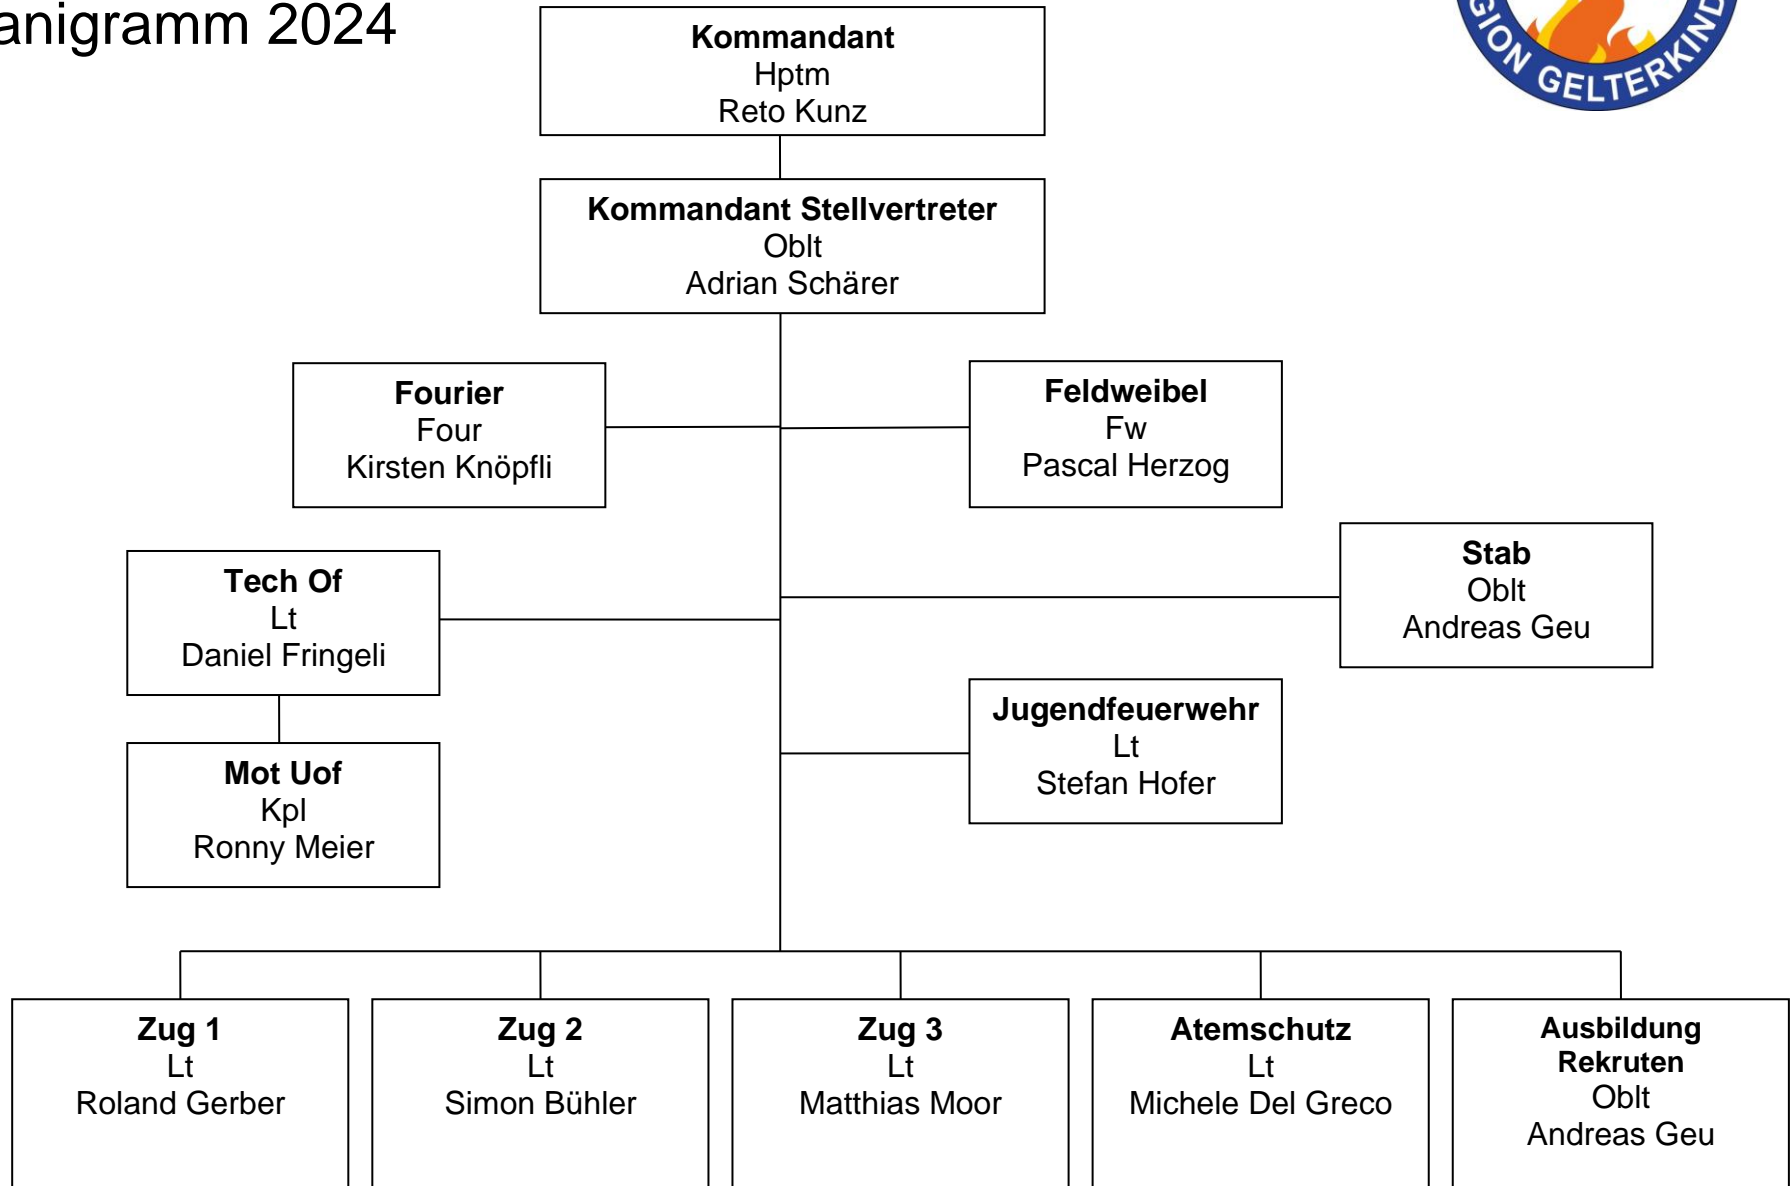 anigramm 2024
GION GELTERKIND
Kommandant
Hptm
Reto Kunz
Kommandant Stellvertreter
Oblt
Adrian Schärer
Fourier
Four
Kirsten Knöpfli
Feldweibel
Fw
Pascal Herzog
Tech Of
Lt
Daniel Fringeli
Stab
Oblt
Andreas Geu
Jugendfeuerwehr
Lt
Stefan Hofer
Mot Uof
Kpl
Ronny Meier
Zug 1
Lt
Roland Gerber
Zug 2
Lt
Simon Bühler
Zug 3
Lt
Matthias Moor
Atemschutz
Lt
Michele Del Greco
Ausbildung
Rekruten
Oblt
Andreas Geu